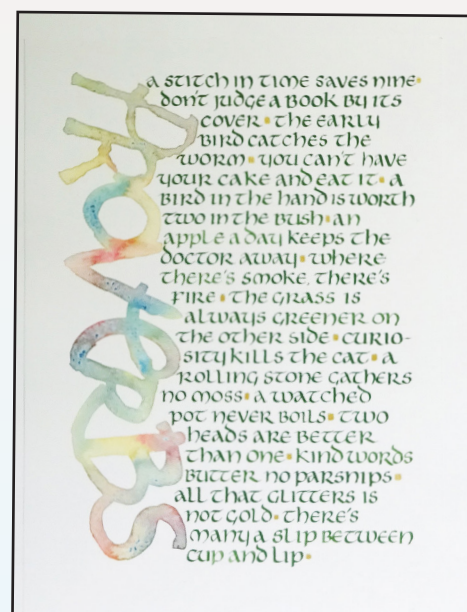 PROVERBS
A STITCH IN TIME SAVES NINE·
DON'T JUDGE A BOOK BY ITS
COVER·THE EARLY
BIRD CATCHES THE
WORM·YOU CAN'T HAVE
YOUR CAKE AND EAT IT·A
BIRD IN THE HAND IS WORTH
TWO IN THE BUSH·AN
APPLE A DAY KEEPS THE
DOCTOR AWAY·WHERE
THERE'S SMOKE, THERE'S
FIRE·THE GRASS IS
ALWAYS GREENER ON
THE OTHER SIDE·CURIO-
SITY KILLS THE CAT·A
ROLLING STONE GATHERS
NO MOSS·A WATCHED
POT NEVER BOILS·TWO
HEADS ARE BETTER
THAN ONE·KIND WORDS
BUTTER NO PARSNIPS·
ALL THAT GLITTERS IS
NOT GOLD·THERE'S
MANY A SLIP BETWEEN
CUP AND LIP·